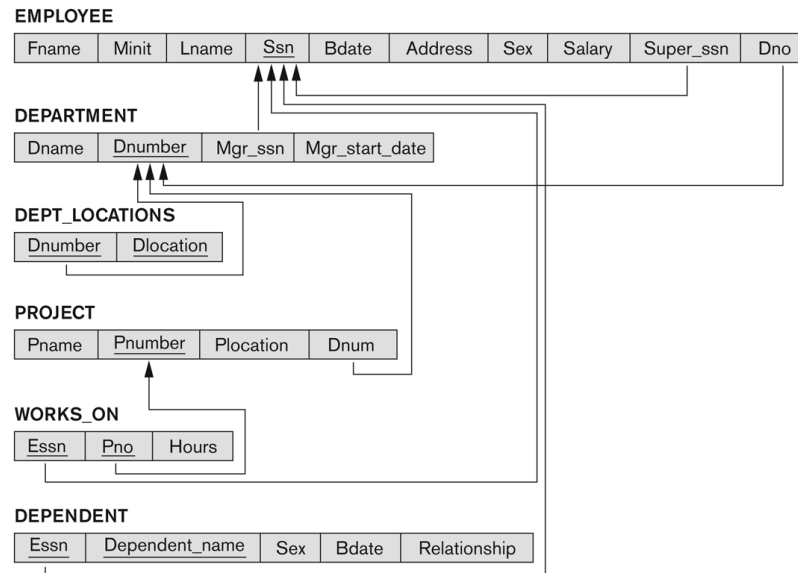 EMPLOYEE
Fname Minit Lname Ssn Bdate Address Sex Salary Super_ssn Dno
DEPARTMENT
Dname Dnumber Mgr_ssn Mgr_start_date
DEPT_LOCATIONS
Dnumber Dlocation
PROJECT
Pname Pnumber Plocation Dnum
WORKS_ON
Essn Pno Hours
DEPENDENT
Essn Dependent_name Sex Bdate Relationship